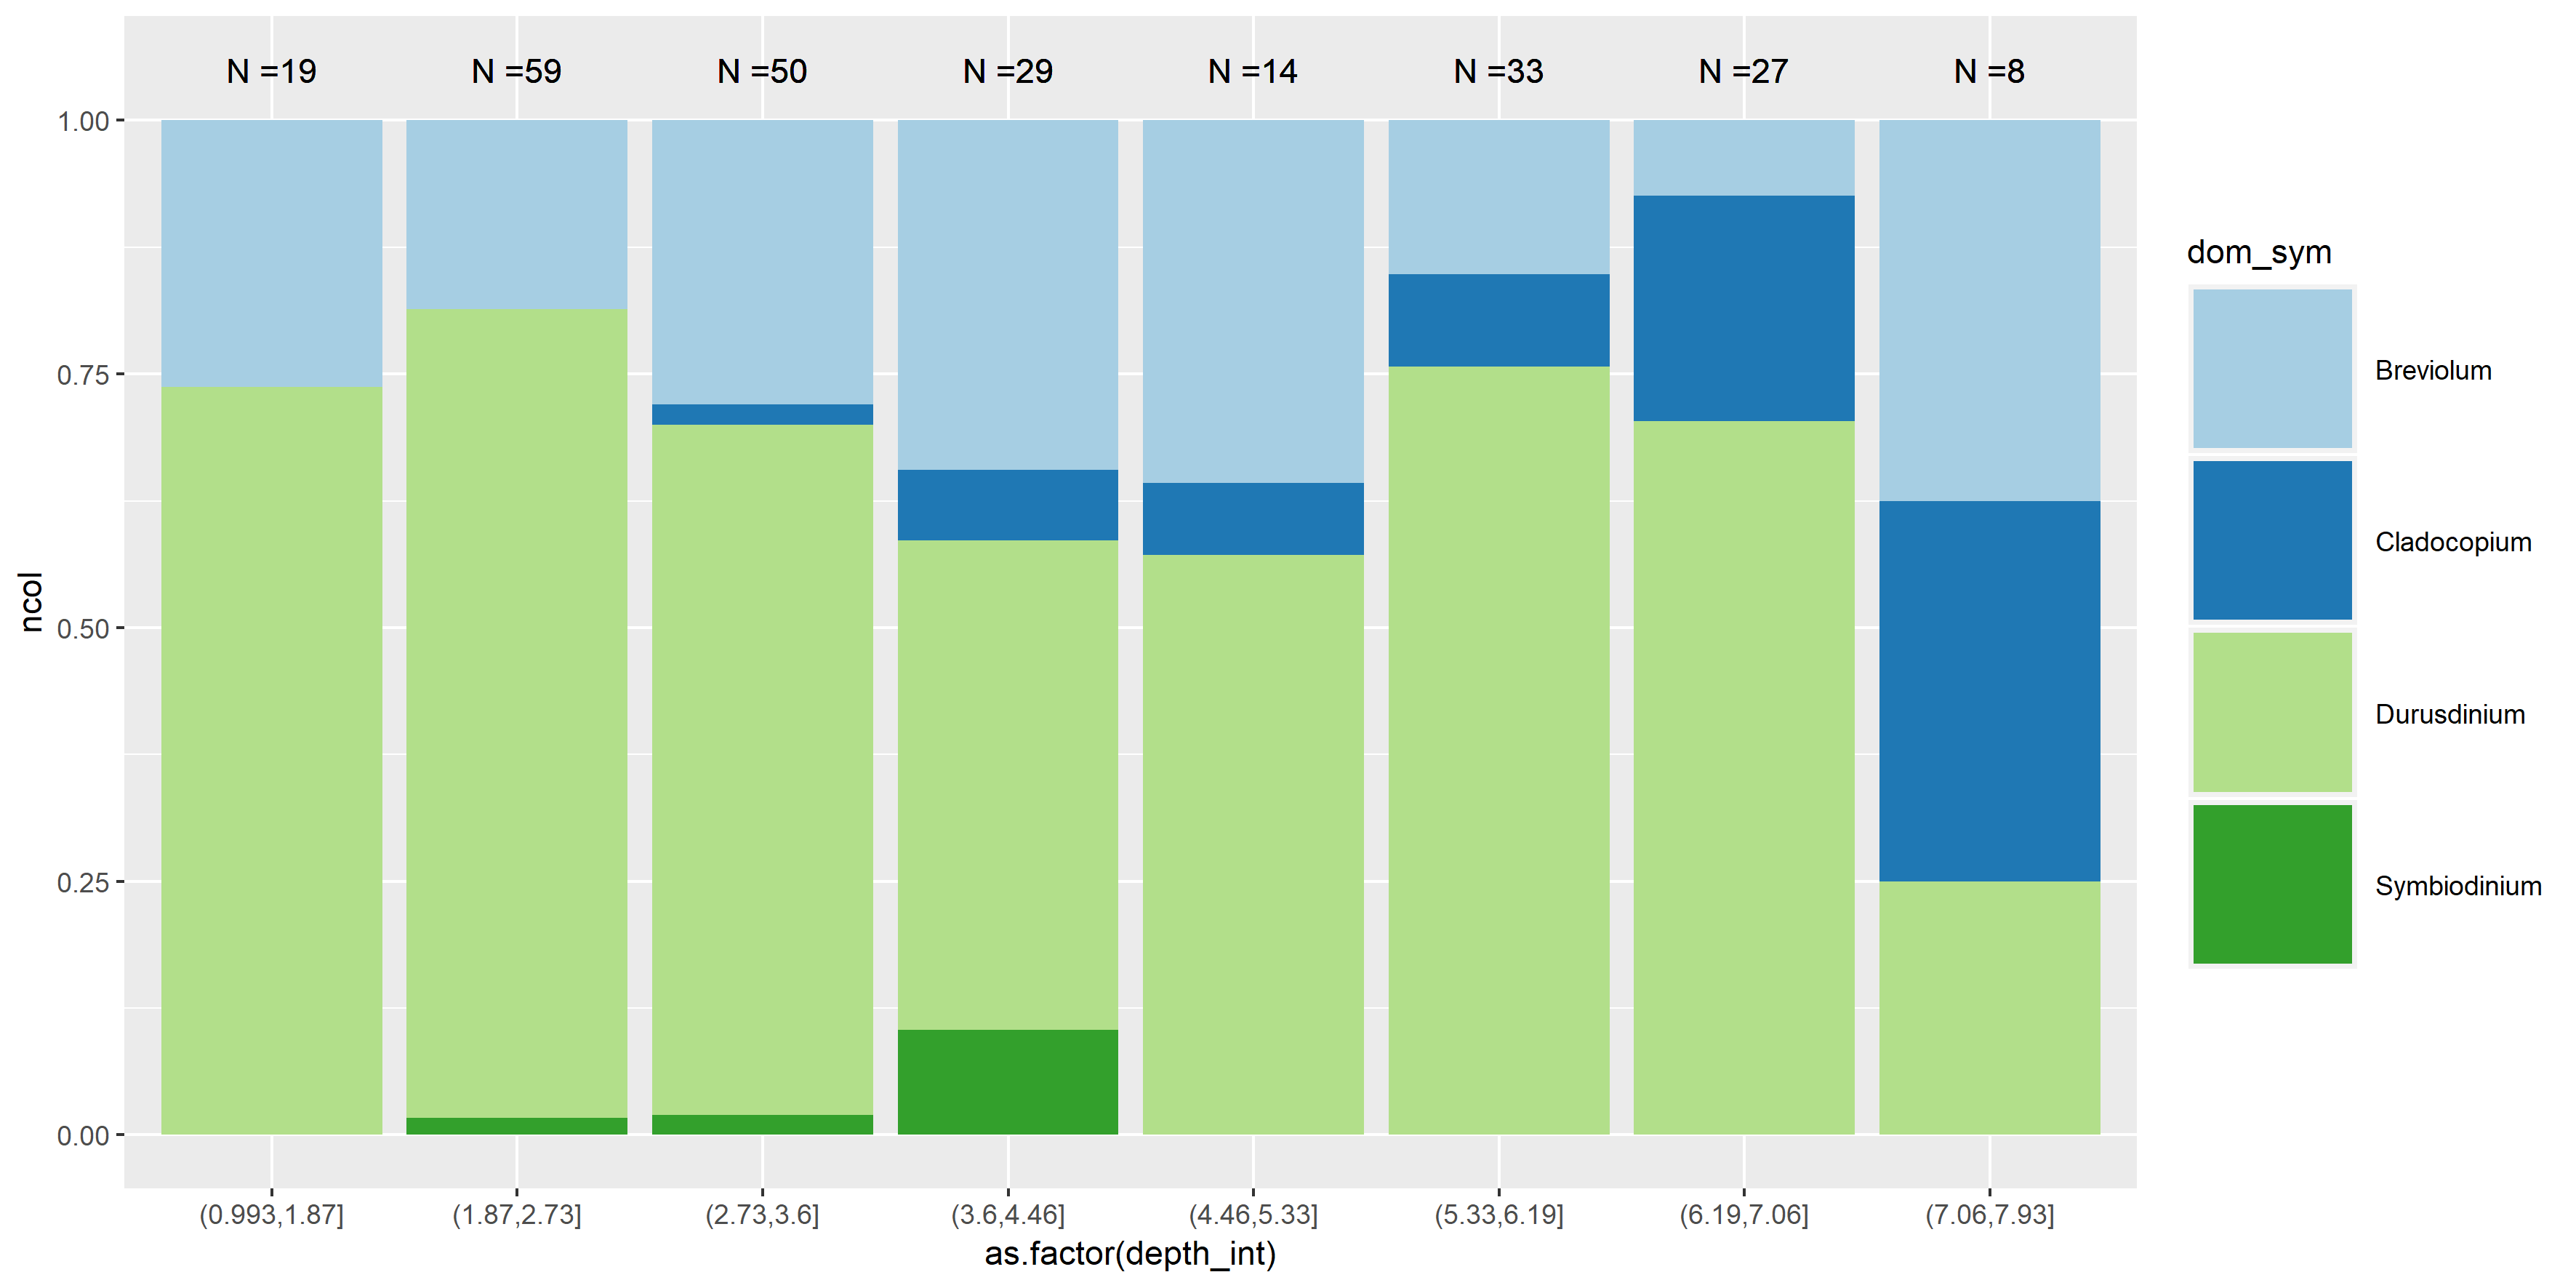 N =19 N =59 N =50 N =29 N =14 N =33 N =27 N =8
1.00
0.75
0.50
0.25
0.00
ncol
(0.993,1.87] (1.87,2.73] (2.73,3.6] (3.6,4.46] (4.46,5.33] (5.33,6.19] (6.19,7.06] (7.06,7.93]
as.factor(depth_int)
dom_sym
Breviolum
Cladocopium
Durusdinium
Symbiodinium